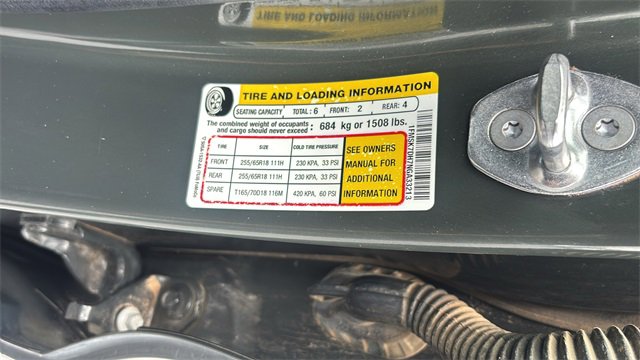 TIRE AND LOADING INFORMATION
SEATING CAPACITY TOTAL : 6 FRONT: 2 REAR: 4
The combined weight of occupants and cargo should never exceed : 684 kg or 1508 lbs.
TIRE SIZE COLD TIRE PRESSURE
FRONT 255/65R18 111H 230 KPA, 33 PSI
REAR 255/65R18 111H 230 KPA, 33 PSI
SPARE T165/70D18 116M 420 KPA, 60 PSI
SEE OWNERS
MANUAL FOR
ADDITIONAL
INFORMATION